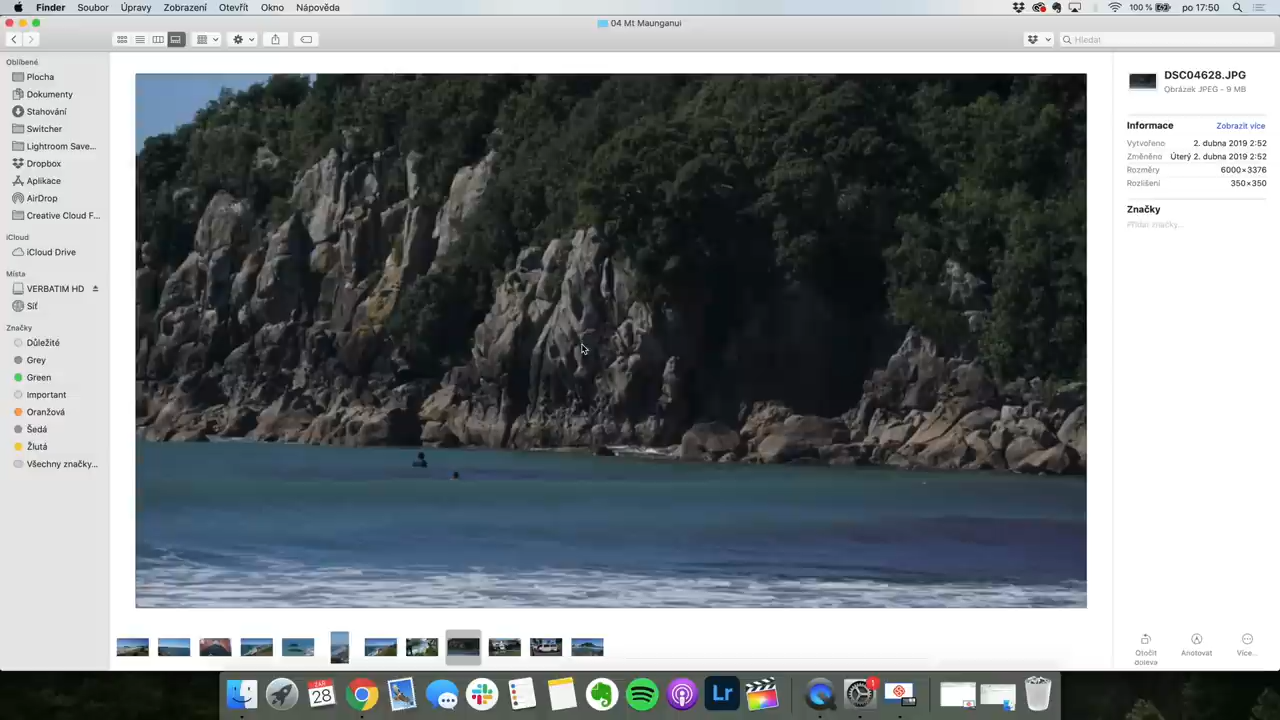 Finder Soubor Úpravy Zobrazení Otevřít Okno Nápověda 1 100 % po 17:50
04 Mt Maunganui
Hledat
Oblíbené
Plocha
Dokumenty
Stahování
Switcher
Lightroom Save...
Dropbox
Aplikace
AirDrop
Creative Cloud F...
iCloud
iCloud Drive
Místa
VERBATIM HD
Síť
Značky
Důležité
Grey
Green
Important
Oranžová
Šedá
Žlutá
Všechny značky...
DSC04628.JPG
Obrázek JPEG - 9 MB
Informace Zobrazit více
Vytvořeno 2. dubna 2019 2:52
Změněno Úterý 2. dubna 2019 2:52
Rozměry 6000×3376
Rozlišení 350×350
Značky
Přidat značky...
Otočit doleva
Anotovat
Více...
ZÁŘ
28
Lr
1